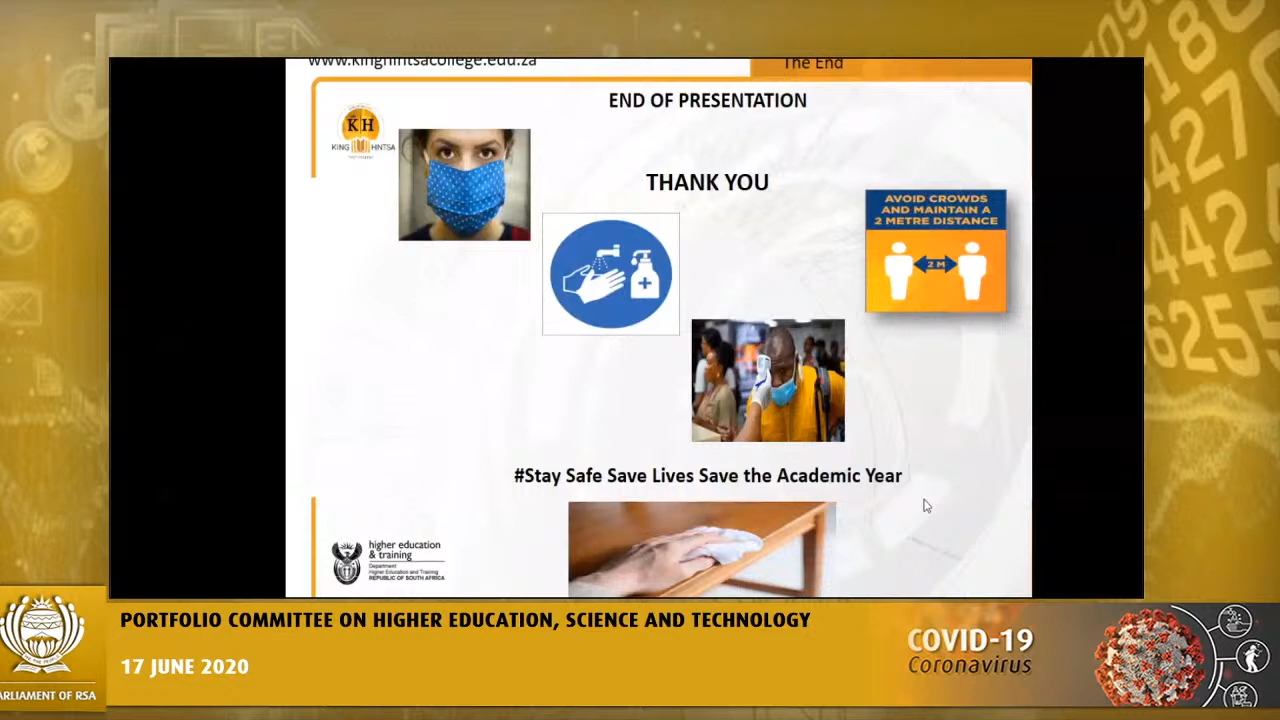 www.kinghintsacollege.edu.za
The End
END OF PRESENTATION
KH
KING HINTSA
THANK YOU
AVOID CROWDS
AND MAINTAIN A
2 METRE DISTANCE
2 M
#Stay Safe Save Lives Save the Academic Year
higher education
& training
Department:
Higher Education and Training
REPUBLIC OF SOUTH AFRICA
PORTFOLIO COMMITTEE ON HIGHER EDUCATION, SCIENCE AND TECHNOLOGY
17 JUNE 2020
COVID-19
Coronavirus
ARLIAMENT OF RSA